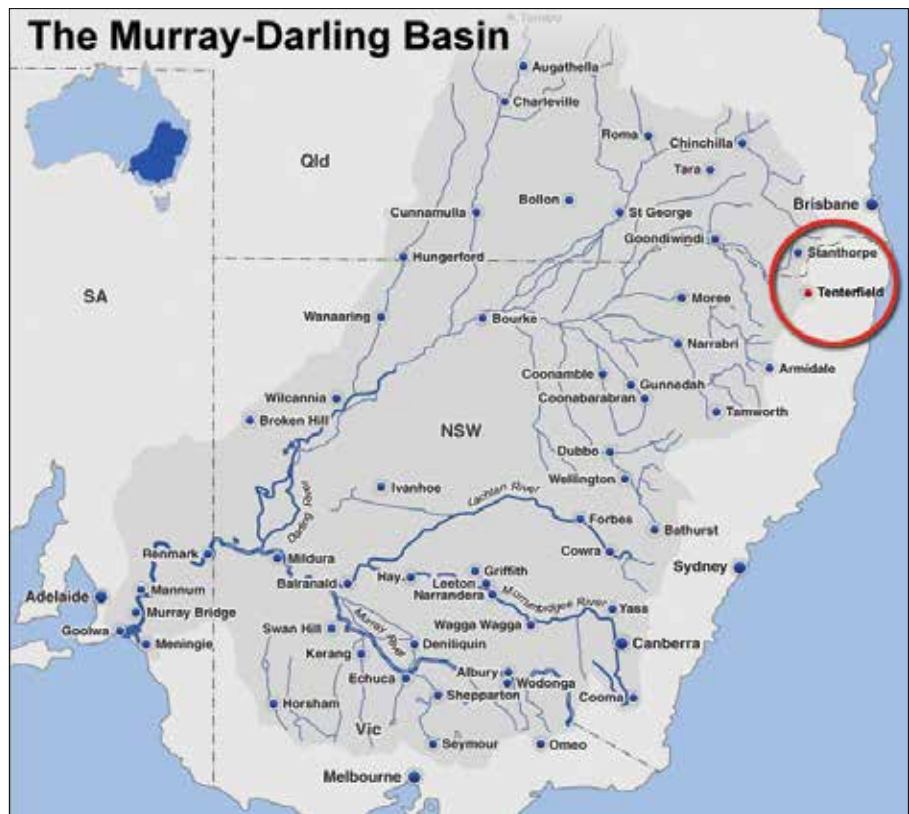 The Murray-Darling Basin
Augathella
Charleville
Roma
Chinchilla
Qld
Tara
Bollon
Brisbane
Cunnamulla
St George
Goondiwindi
Stanthorpe
Hungerford
SA
Tenterfield
Moree
Wanaaring
Bourke
Narrabri
Armidale
Coonamble
Gunnedah
Wilcannia
Coonabarabran
Tamworth
Broken Hill
NSW
Dubbo
Wellington
Ivanhoe
Lachlan River
Darling River
Forbes
Bathurst
Renmark
Mildura
Cowra
Sydney
Griffith
Hay
Balranald
Leeton
Mannum
Narrandera
Adelaide
Murrumbidgee River
Yass
Murray Bridge
Wagga Wagga
Goolwa
Swan Hill
Murray River
Deniliquin
Canberra
Meningie
Kerang
Albury
Echuca
Wodonga
Shepparton
Cooma
Horsham
Vic
Seymour
Omeo
Melbourne